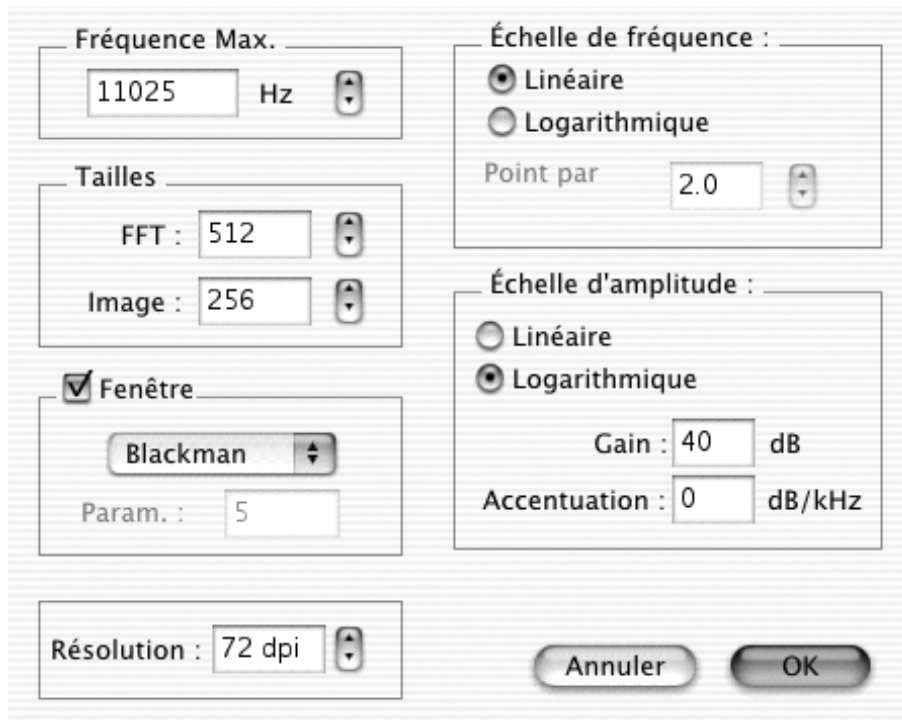 Fréquence Max.
11025 Hz
Tailles
FFT : 512
Image : 256
Fenêtre
Blackman
Param. : 5
Résolution : 72 dpi
Échelle de fréquence :
Linéaire
Logarithmique
Point par 2.0
Échelle d'amplitude :
Linéaire
Logarithmique
Gain : 40 dB
Accentuation : 0 dB/kHz
Annuler OK